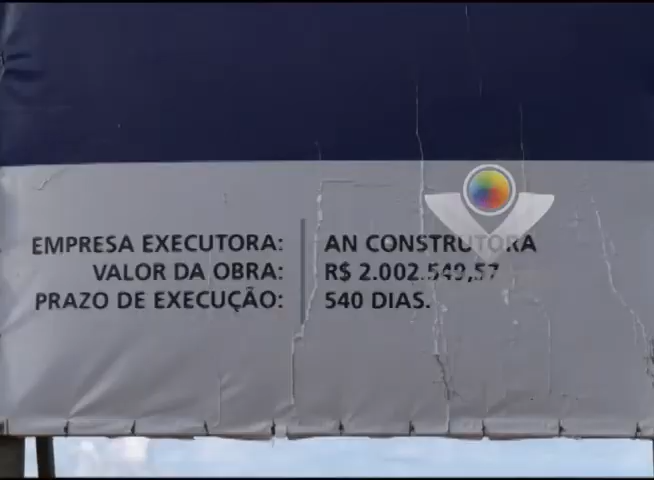 EMPRESA EXECUTORA: AN CONSTRUTORA
VALOR DA OBRA: R$ 2.002.549,57
PRAZO DE EXECUÇÃO: 540 DIAS.